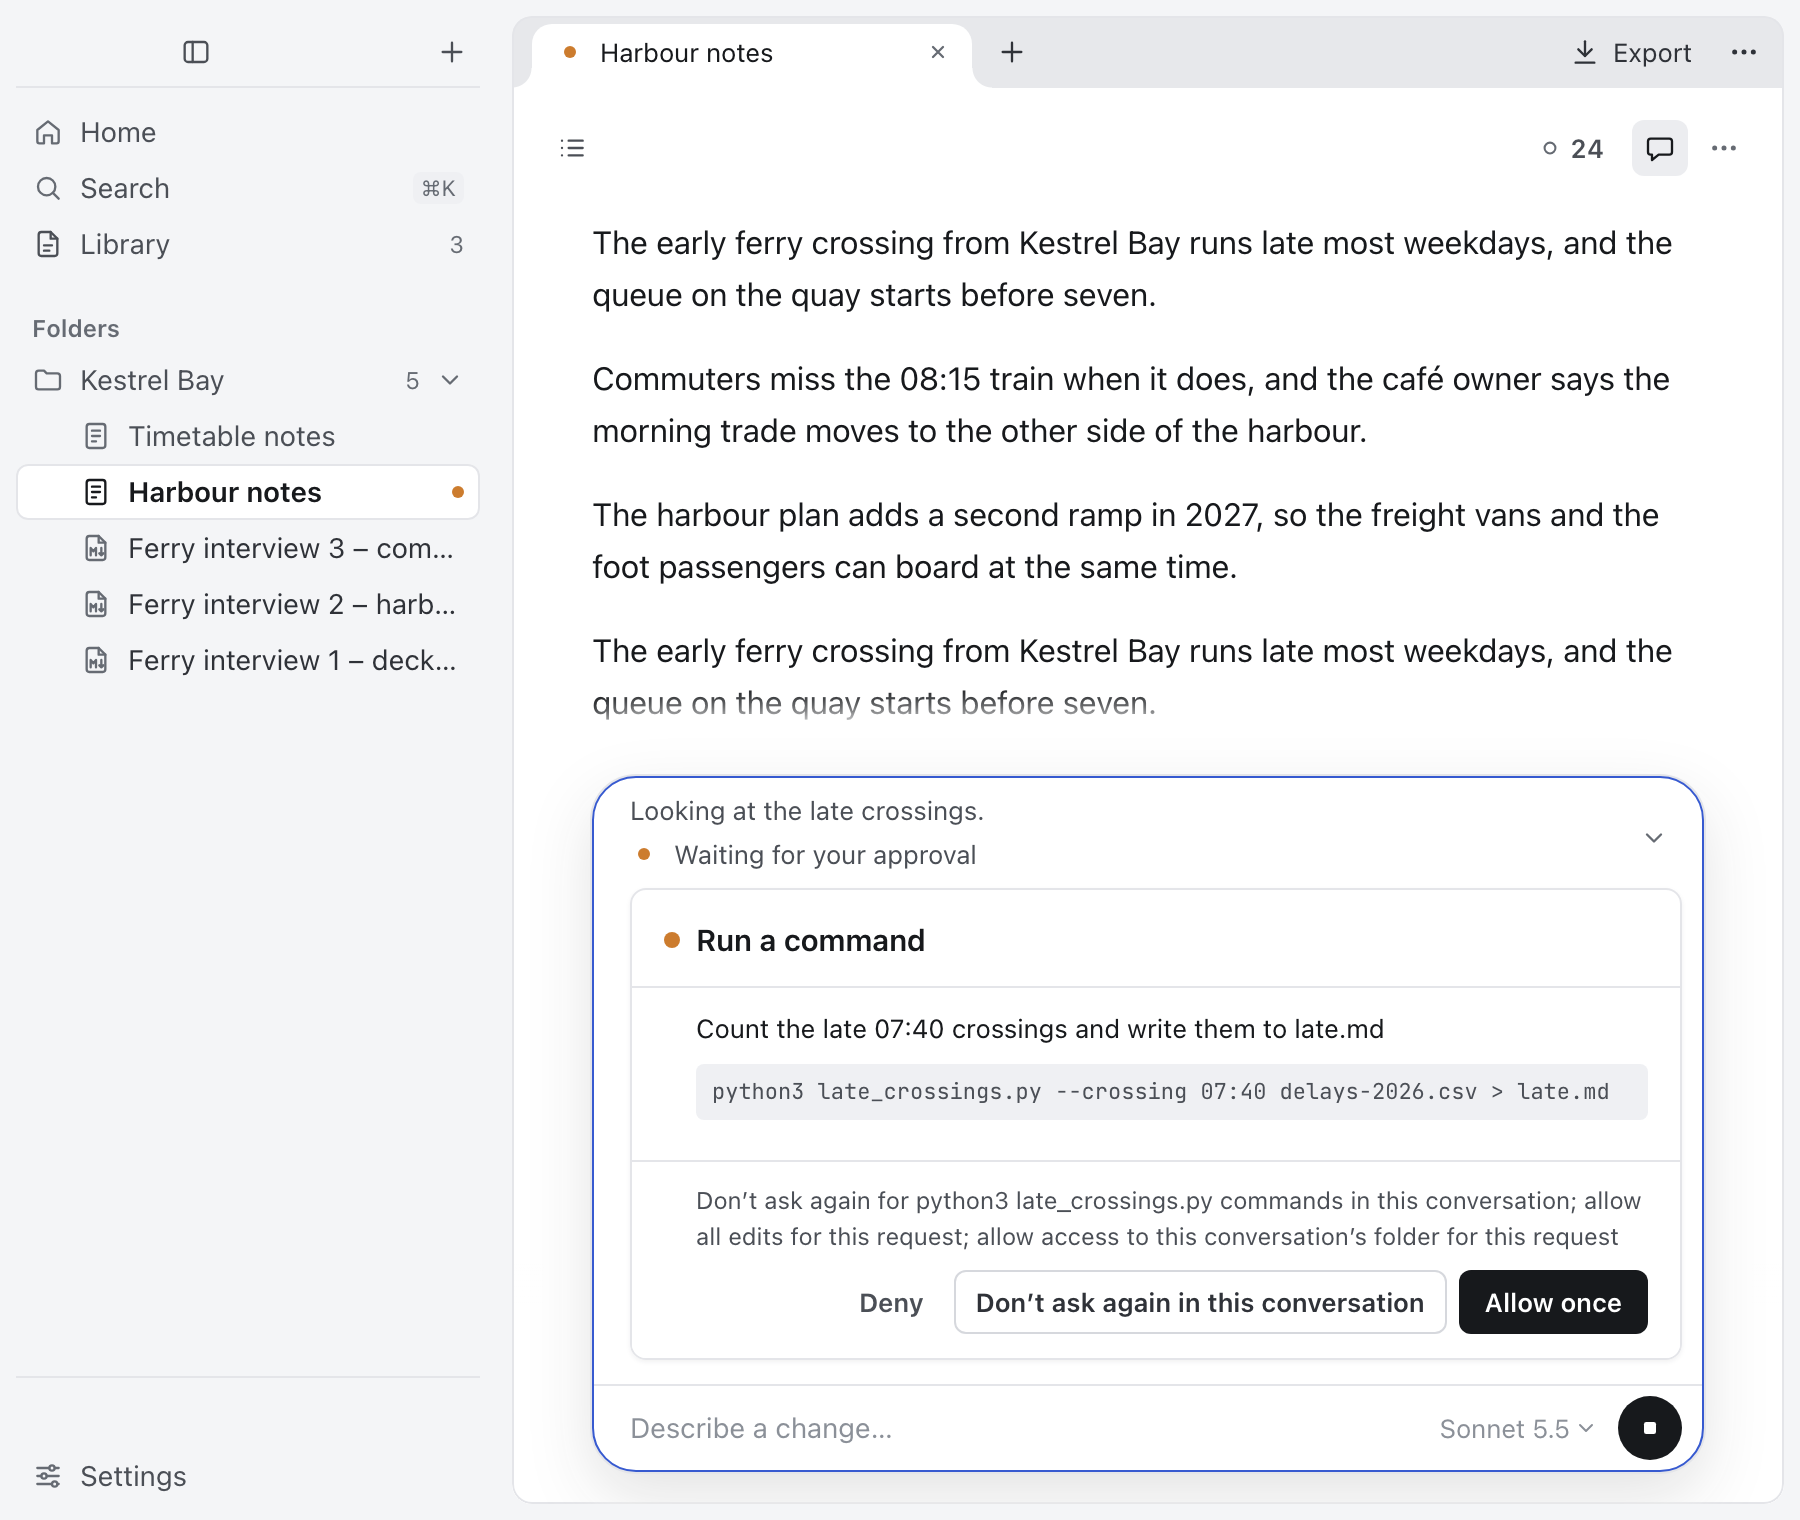 Home
Search ⌘K
Library 3
Folders
Kestrel Bay 5
Timetable notes
Harbour notes
Ferry interview 3 – com...
Ferry interview 2 – harb...
Ferry interview 1 – deck...
Settings
Harbour notes
Export
24
The early ferry crossing from Kestrel Bay runs late most weekdays, and the
queue on the quay starts before seven.
Commuters miss the 08:15 train when it does, and the café owner says the
morning trade moves to the other side of the harbour.
The harbour plan adds a second ramp in 2027, so the freight vans and the
foot passengers can board at the same time.
The early ferry crossing from Kestrel Bay runs late most weekdays, and the
queue on the quay starts before seven.
Looking at the late crossings.
Waiting for your approval
Run a command
Count the late 07:40 crossings and write them to late.md
python3 late_crossings.py --crossing 07:40 delays-2026.csv > late.md
Don’t ask again for python3 late_crossings.py commands in this conversation; allow
all edits for this request; allow access to this conversation’s folder for this request
Deny
Don’t ask again in this conversation
Allow once
Describe a change...
Sonnet 5.5